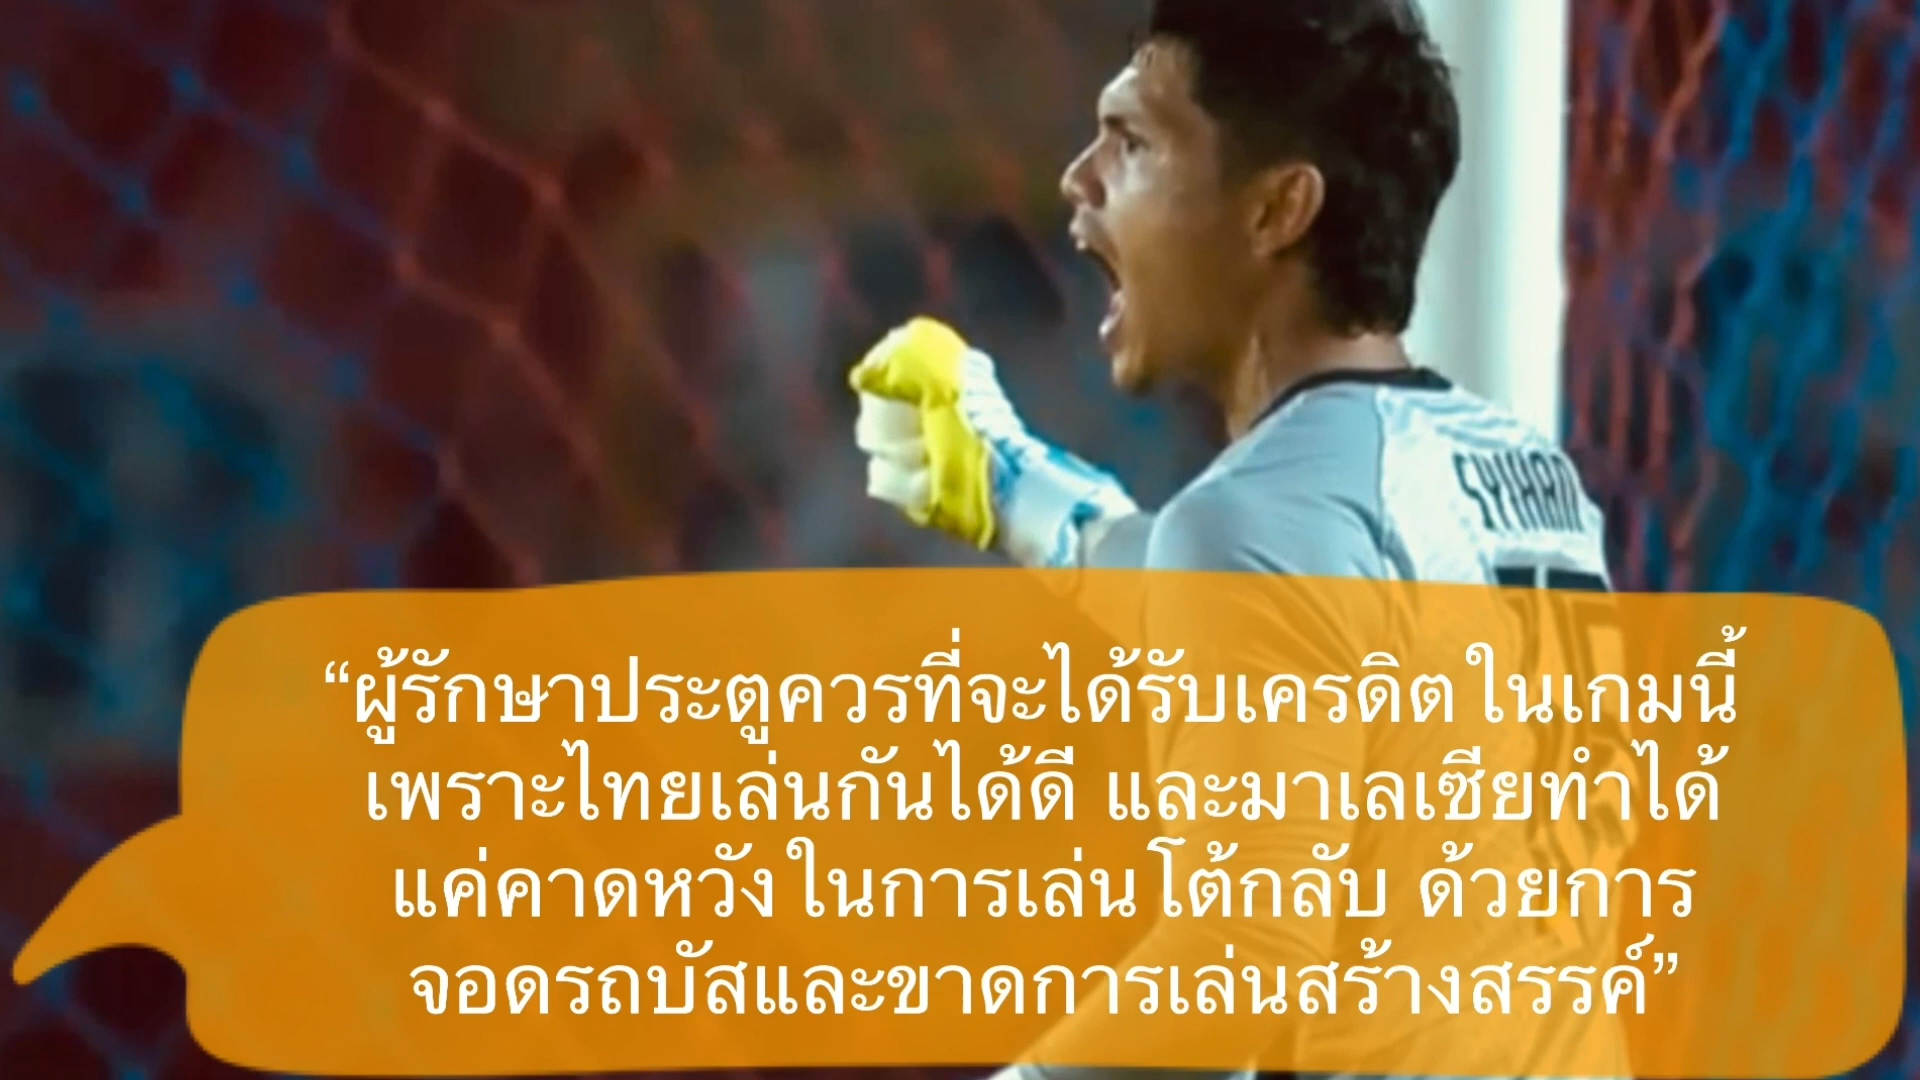 SYIHAN
“ผู้รักษาประตูควรที่จะได้รับเครดิตในเกมนี้
เพราะไทยเล่นกันได้ดี และมาเลเซียทำได้
แค่คาดหวังในการเล่นโต้กลับ ด้วยการ
จอดรถบัสและขาดการเล่นสร้างสรรค์”